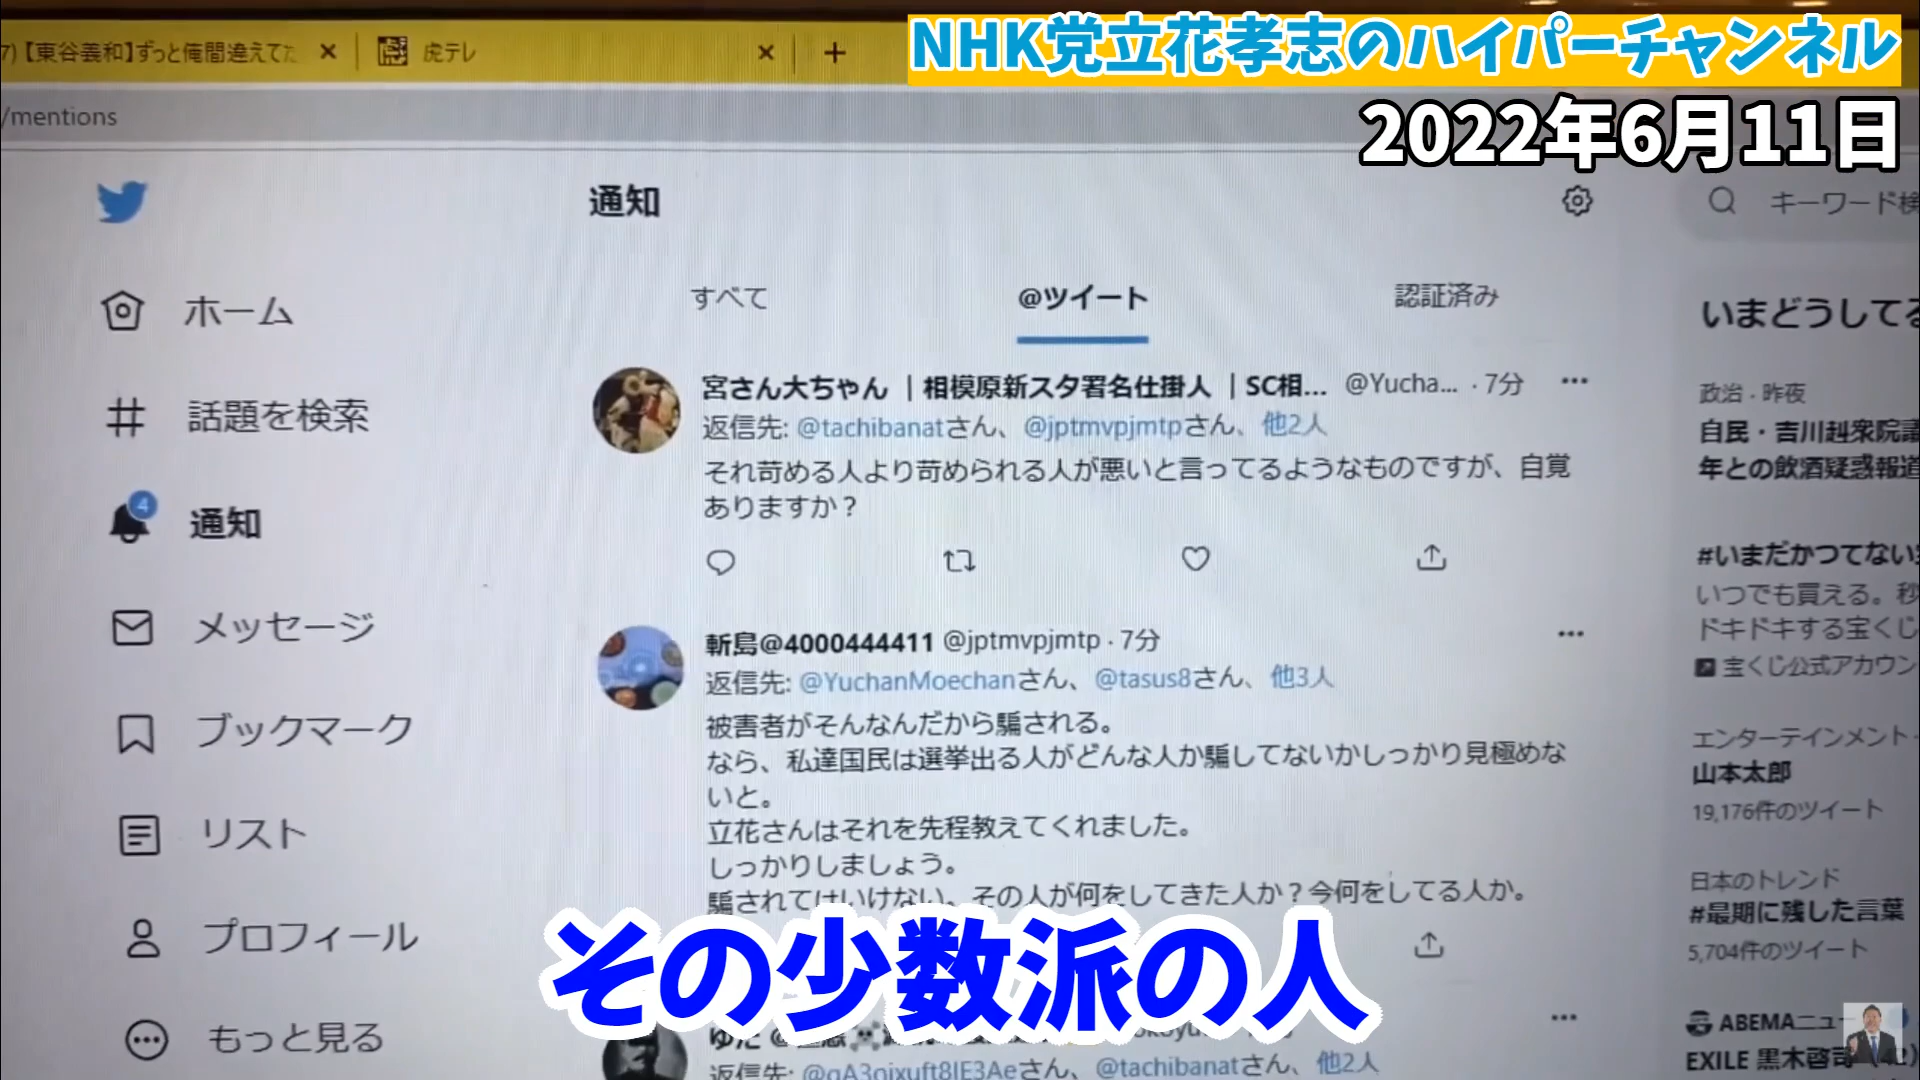 7)【東谷義和】ずっと俺間違えてた
虎テレ
NHK党立花孝志のハイパーチャンネル
2022年6月11日
/mentions
通知
キーワード検
すべて
@ツイート
認証済み
ホーム
話題を検索
4
通知
メッセージ
ブックマーク
リスト
プロフィール
もっと見る
宮さん大ちゃん ｜相模原新スタ署名仕掛人 ｜SC相... @Yucha... · 7分
返信先: @tachibanatさん、@jptmvpjmtpさん、他2人
それ苛める人より苛められる人が悪いと言ってるようなものですが、自覚
ありますか？
斬島@4000444411 @jptmvpjmtp · 7分
返信先: @YuchanMoechanさん、@tasus8さん、他3人
被害者がそんなんだから騙される。
なら、私達国民は選挙出る人がどんな人か騙してないかしっかり見極めな
いと。
立花さんはそれを先程教えてくれました。
しっかりしましょう。
騙されてはいけない。その人が何をしてきた人か？今何をしてる人か。
その少数派の人
返信先: @qA3oixuft8IE3Aeさん、@tachibanatさん、他2人
いまどうしてる
政治 · 昨夜
自民・吉川赳衆院議
年との飲酒疑惑報道
#いまだかつてない
いつでも買える。秒
ドキドキする宝くじ
宝くじ公式アカウン
エンターテインメント ·
山本太郎
19,176件のツイート
日本のトレンド
#最期に残した言葉
5,704件のツイート
ABEMAニュー
EXILE 黒木啓司